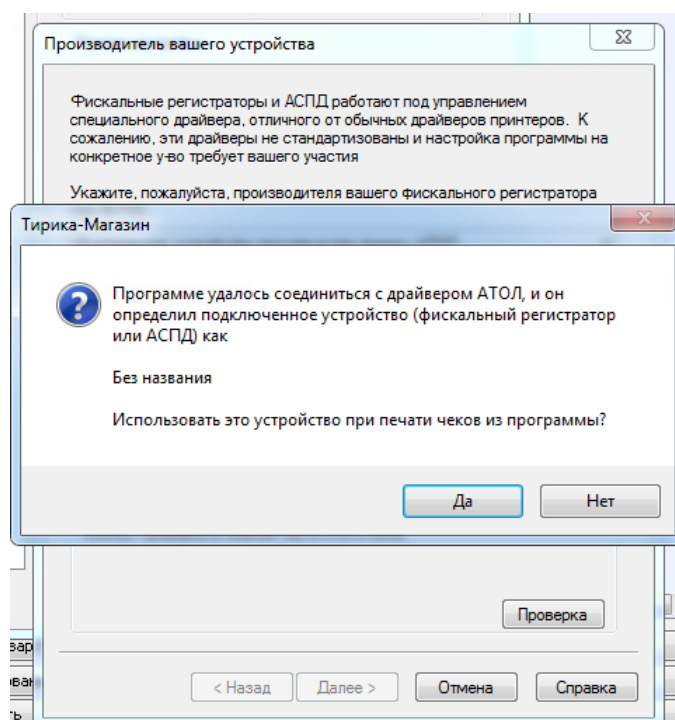 Производитель вашего устройства
Фискальные регистраторы и АСПД работают под управлением
специального драйвера, отличного от обычных драйверов принтеров. К
сожалению, эти драйверы не стандартизованы и настройка программы на
конкретное у-во требует вашего участия
Укажите, пожалуйста, производителя вашего фискального регистратора
Тирика-Магазин
Программе удалось соединиться с драйвером АТОЛ, и он
определил подключенное устройство (фискальный регистратор
или АСПД) как
Без названия
Использовать это устройство при печати чеков из программы?
Да
Нет
Проверка
< Назад
Далее >
Отмена
Справка